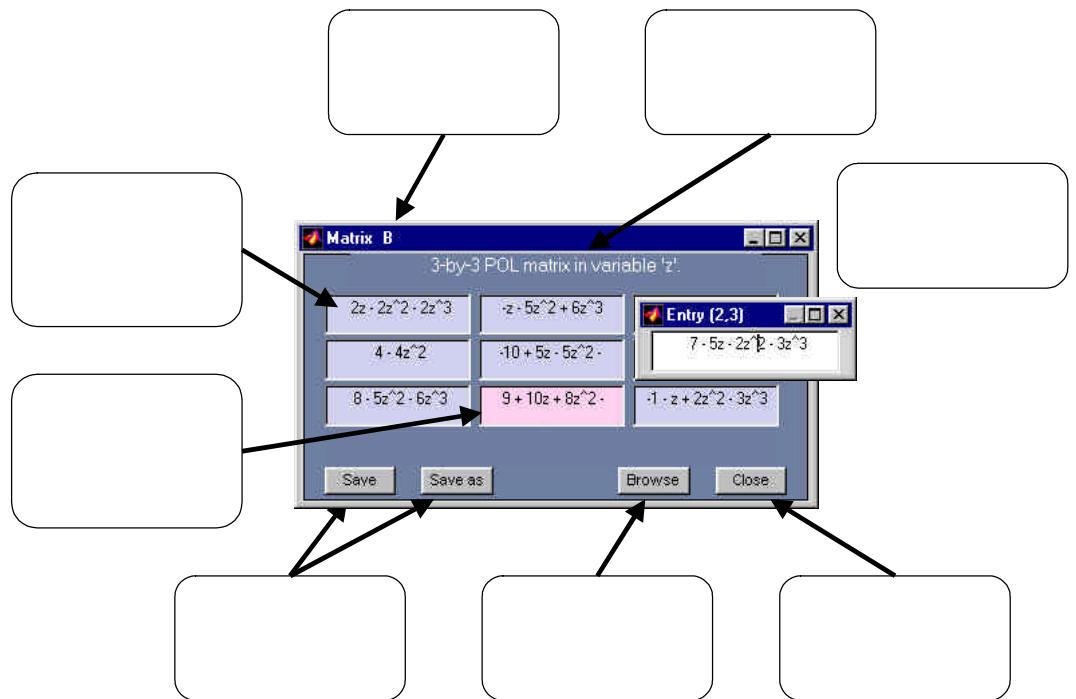 Matrix B
3-by-3 POL matrix in variable 'z'.
2z - 2z^2 - 2z^3
-z - 5z^2 + 6z^3
Entry (2,3)
7 - 5z - 2z^2 - 3z^3
4 - 4z^2
-10 + 5z - 5z^2 -
8 - 5z^2 - 6z^3
9 + 10z + 8z^2 -
-1 - z + 2z^2 - 3z^3
Save
Save as
Browse
Close